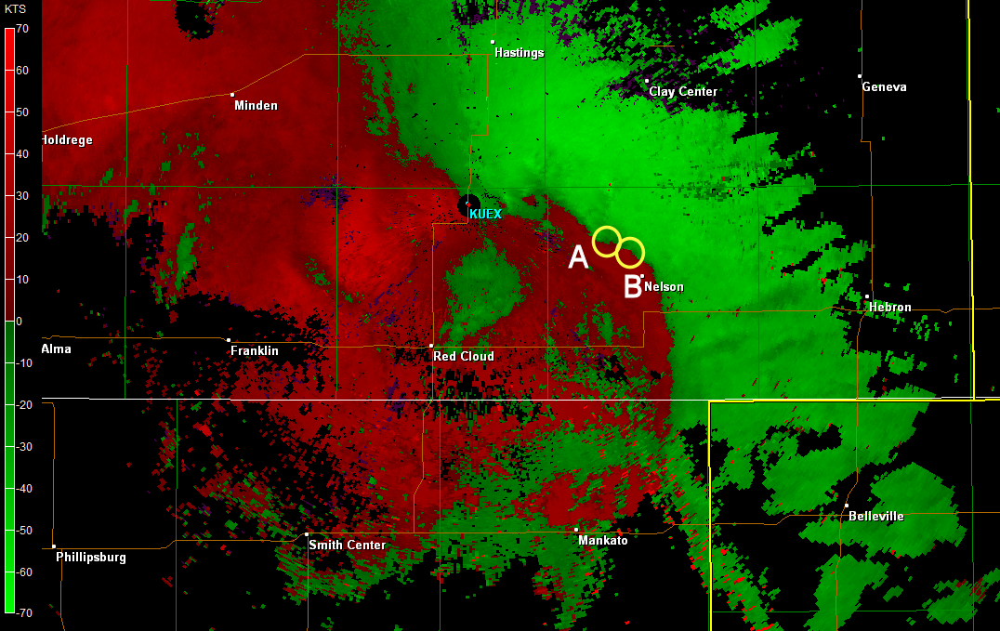 KTS
70
60
50
40
30
20
10
0
-10
-20
-30
-40
-50
-60
-70
Hastings
Clay Center
Geneva
Minden
Holdrege
KUEX
A
B
Nelson
Hebron
Alma
Franklin
Red Cloud
Belleville
Mankato
Smith Center
Phillipsburg